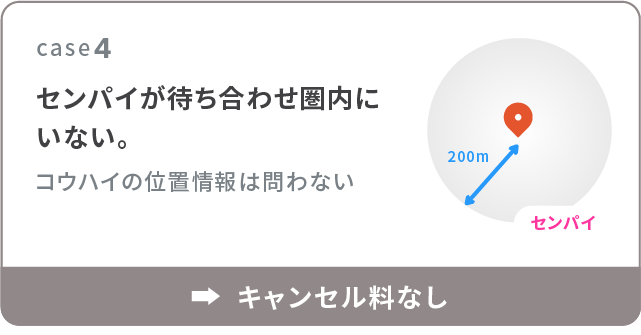 case4
センパイが待ち合わせ圏内に
いない。
コウハイの位置情報は問わない
200m
センパイ
➡ キャンセル料なし